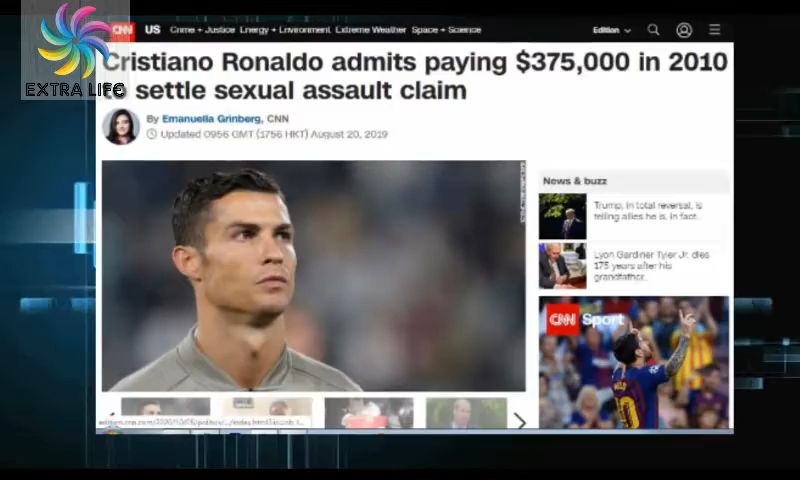 EXTRA LIFE
CNN US Crime + Justice Energy + Environment Extreme Weather Space + Science Edition
Cristiano Ronaldo admits paying $375,000 in 2010
to settle sexual assault claim
By Emanuella Grinberg, CNN
Updated 0956 GMT (1756 HKT) August 20, 2019
News & buzz
Trump, in total reversal, is
telling allies he is, in fact..
Lyon Gardiner Tyler Jr. dies
175 years after his
grandfather..
CNN Sport
10